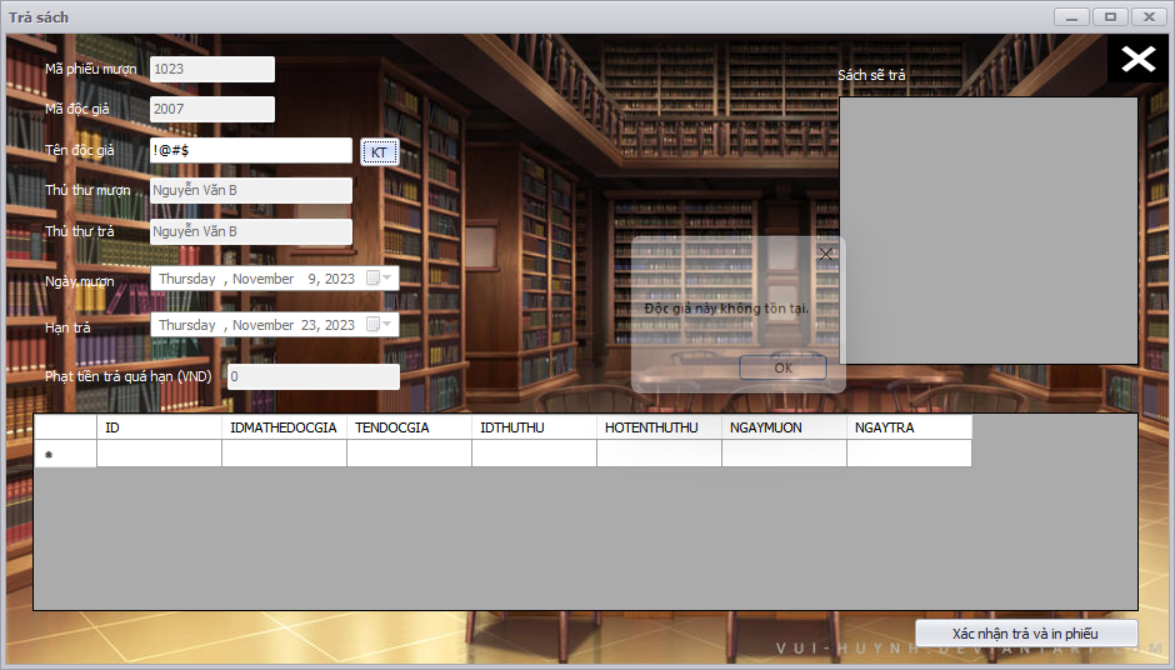 Trả sách
Mã phiếu mượn 1023
Mã độc giả 2007
Tên độc giả !@#$ KT
Thủ thư mượn Nguyễn Văn B
Thủ thư trả Nguyễn Văn B
Ngày mượn Thursday , November 9, 2023
Hạn trả Thursday , November 23, 2023
Phạt tiền trả quá hạn (VND) 0
Sách sẽ trả
Độc giả này không tồn tại.
OK
ID IDMATHEDOCGIA TENDOCGIA IDTHUTHU HOTENTHUTHU NGAYMUON NGAYTRA
Xác nhận trả và in phiếu
VUI-HUYNH.DEVIANTART.COM